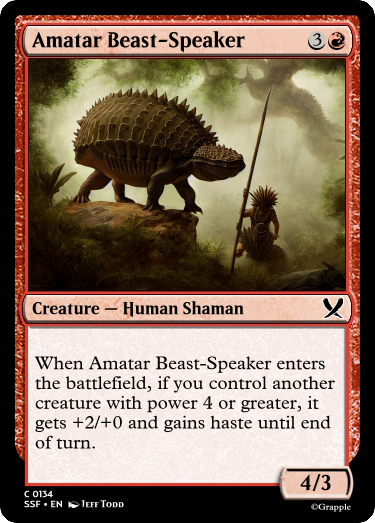 Amatar Beast-Speaker 3
Creature — Human Shaman
When Amatar Beast-Speaker enters
the battlefield, if you control another
creature with power 4 or greater, it
gets +2/+0 and gains haste until end
of turn.
4/3
C 0134
SSF • EN Jeff Todd
©Grapple